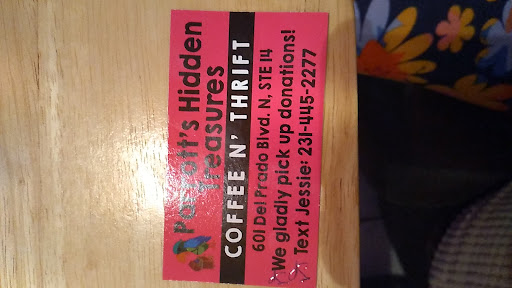 Parrott's Hidden
Treasures
COFFEE N' THRIFT
601 Del Prado Blvd. N, STE 14
We gladly pick up donations!
Text Jessie: 231-445-2277